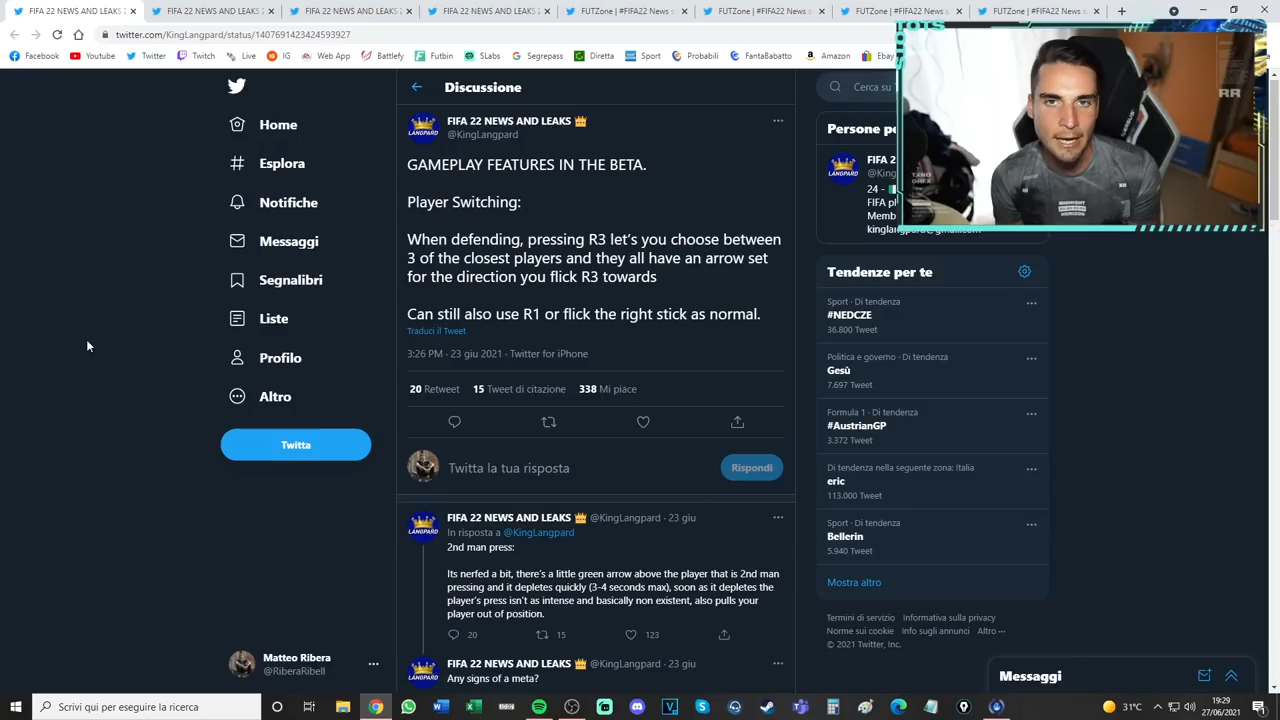 FIFA 22 NEWS AND LEAKS
FIFA22 NEWS & LEAKS
FIFA22 NEWS & LEAKS
FIFA22 NEWS & LEAKS
FUTZone | #FIFA22 su
FUTZone | #FIFA22 su
FUTZone | #FIFA22
FUTZone | #FIFA22
twitter.com/KingLangpard/status/
Facebook
Youtube
Twitter
Twitch
Live
IG
Web App
Battlefy
Futbin
SLabs
Segrepass
Diretta
Sport
Probabili
FantaBabatto
Amazon
Ebay
TOTS
RR
Home
Esplora
Notifiche
Messaggi
Segnalibri
Liste
Profilo
Altro
Twitta
Matteo Ribera
@RiberaRibell
Discussione
FIFA 22 NEWS AND LEAKS
@KingLangpard
GAMEPLAY FEATURES IN THE BETA.
Player Switching:
When defending, pressing R3 let's you choose between
3 of the closest players and they all have an arrow set
for the direction you flick R3 towards
Can still also use R1 or flick the right stick as normal.
Traduci il Tweet
3:26 PM · 23 giu 2021 · Twitter for iPhone
20 Retweet 15 Tweet di citazione 338 Mi piace
Twitta la tua risposta
Rispondi
FIFA 22 NEWS AND LEAKS @KingLangpard · 23 giu
In risposta a @KingLangpard
2nd man press:
Its nerfed a bit, there's a little green arrow above the player that is 2nd man
pressing and it depletes quickly (3-4 seconds max), soon as it depletes the
player's press isn't as intense and basically non existent, also pulls your
player out of position.
20 15 123
FIFA 22 NEWS AND LEAKS @KingLangpard · 23 giu
Any signs of a meta?
Cerca su
Persone pe
FIFA 2
@King
24 -
FIFA pl
Memb
kinglangpard@gmail.com
Tendenze per te
Sport · Di tendenza
#NEDCZE
36.800 Tweet
Politica e governo · Di tendenza
Gesù
7.697 Tweet
Formula 1 · Di tendenza
#AustrianGP
3.372 Tweet
Di tendenza nella seguente zona: Italia
eric
113.000 Tweet
Sport · Di tendenza
Bellerin
5.940 Tweet
Mostra altro
Termini di servizio Informativa sulla privacy
Norme sui cookie Info sugli annunci Altro
© 2021 Twitter, Inc.
Messaggi
Scrivi qui per eseguire la ricerca
31°C
19:29
27/06/2021